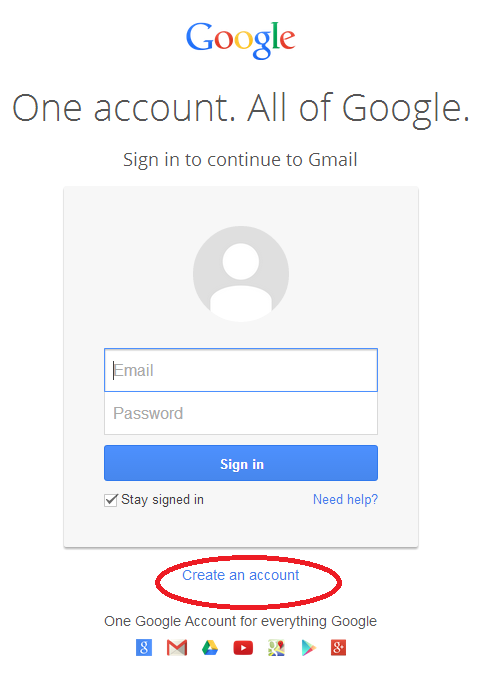 Google
One account. All of Google.
Sign in to continue to Gmail
Email
Password
Sign in
Stay signed in Need help?
Create an account
One Google Account for everything Google